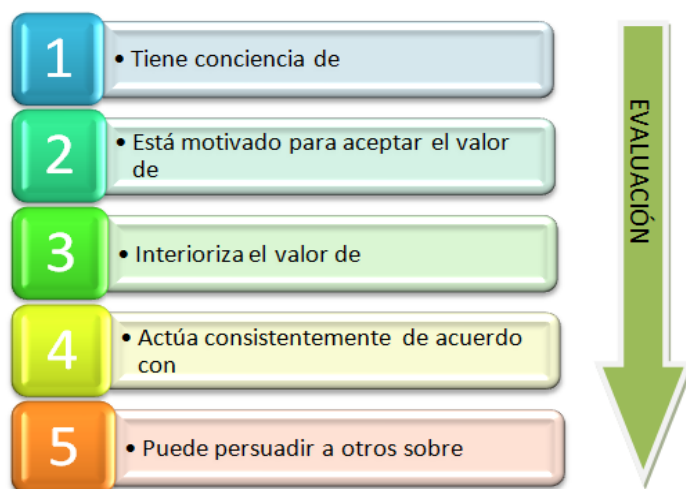 1
• Tiene conciencia de
2
• Está motivado para aceptar el valor
de
3
• Interioriza el valor de
4
• Actúa consistentemente de acuerdo
con
5
• Puede persuadir a otros sobre
EVALUACIÓN